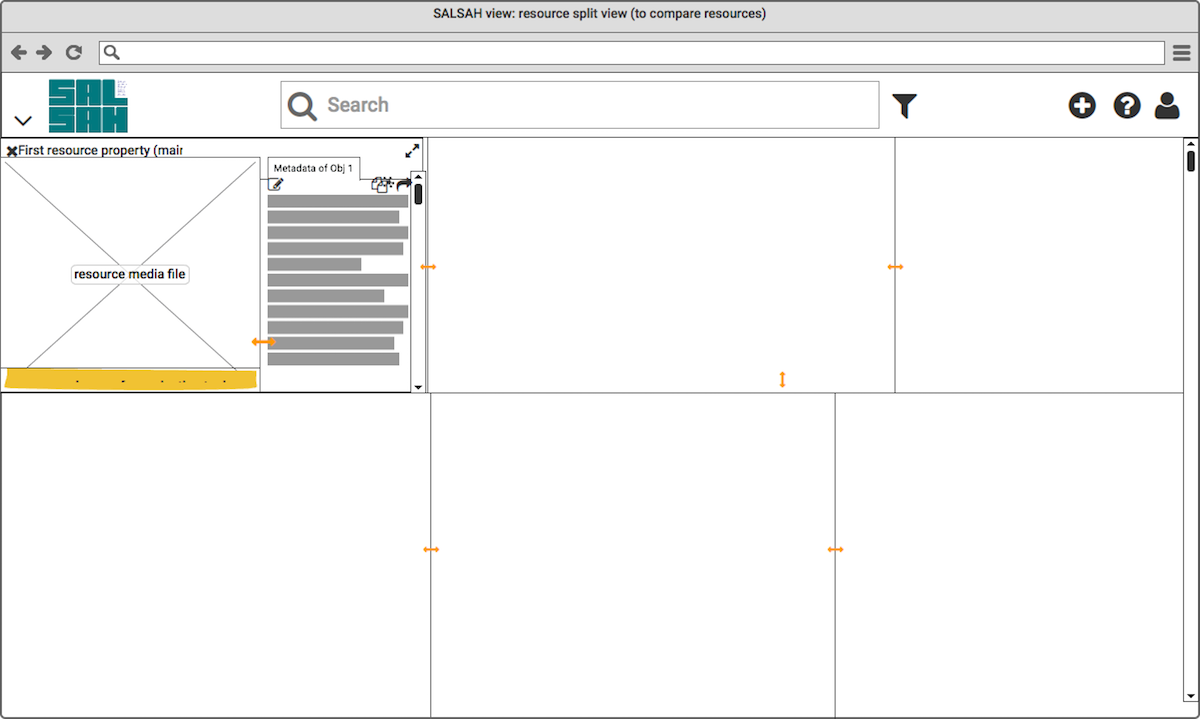 SALSAH view: resource split view (to compare resources)
SAL
SAH
Search
First resource property (mair
Metadata of Obj 1
resource media file